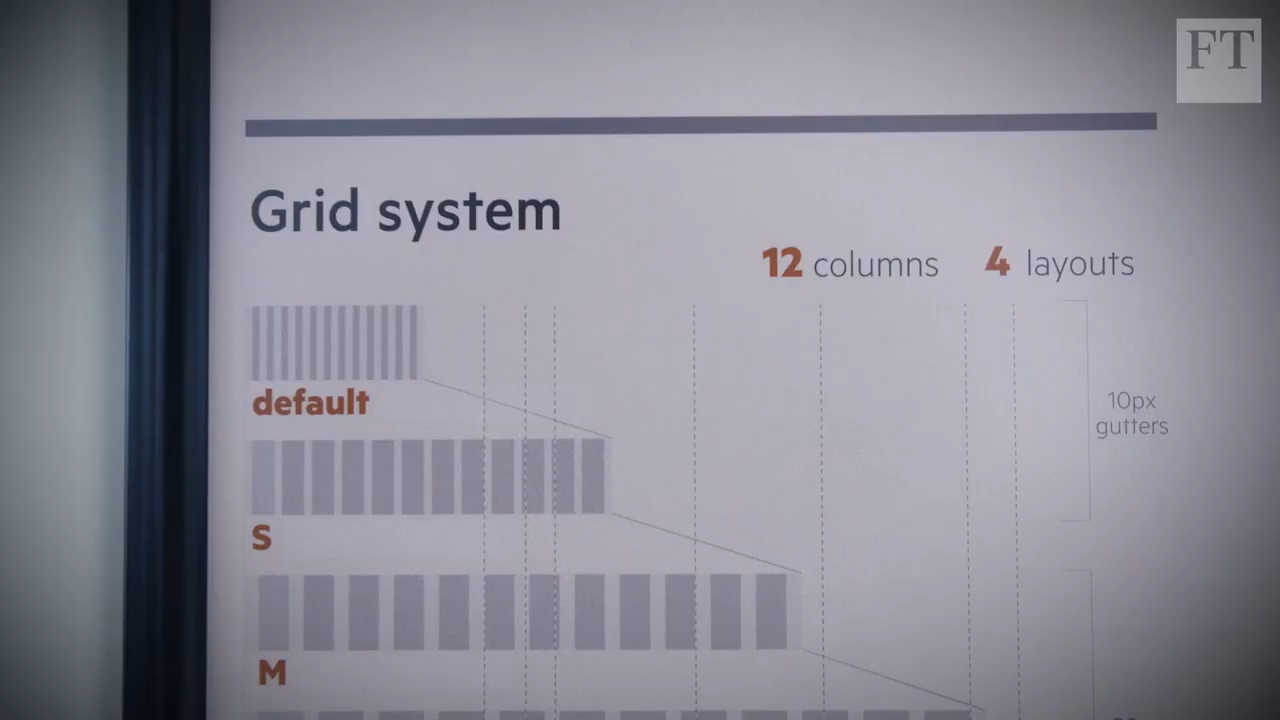 FT
Grid system
12 columns 4 layouts
default
10px
gutters
S
M